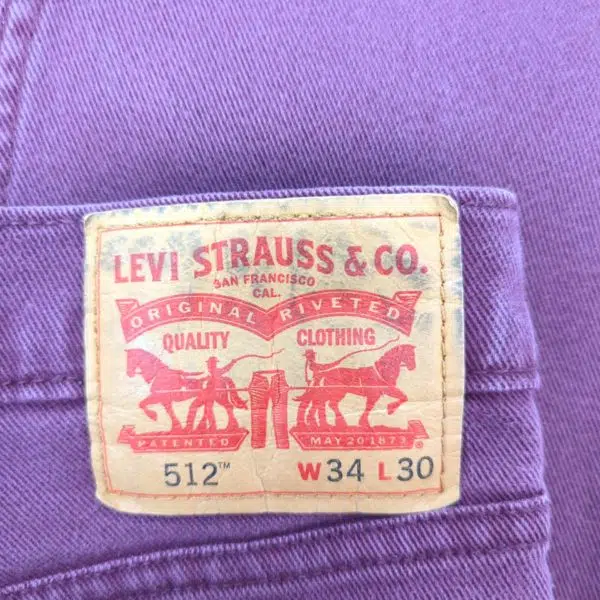 LEVI STRAUSS & CO.
SAN FRANCISCO
CAL.
ORIGINAL RIVETED
QUALITY CLOTHING
PATENTED MAY 20 1873 ®
512™ W34 L30